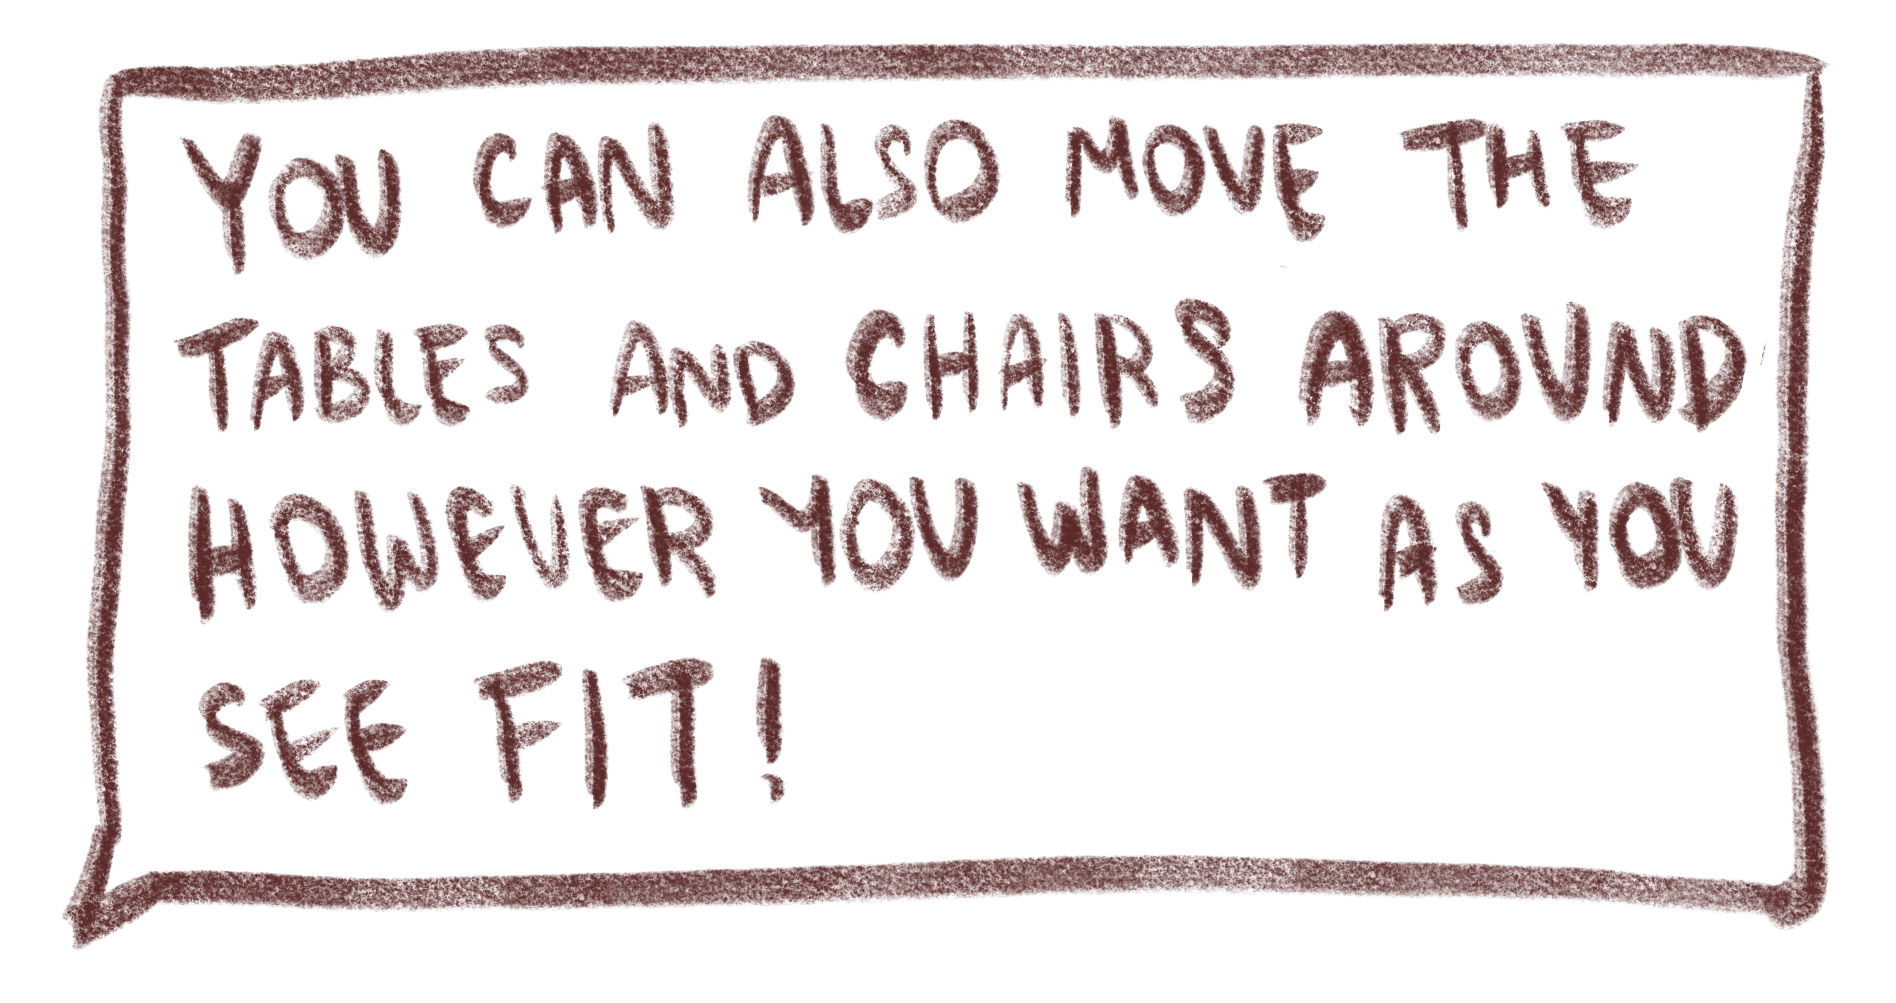 YOU CAN ALSO MOVE THE
TABLES AND CHAIRS AROUND
HOWEVER YOU WANT AS YOU
SEE FIT!